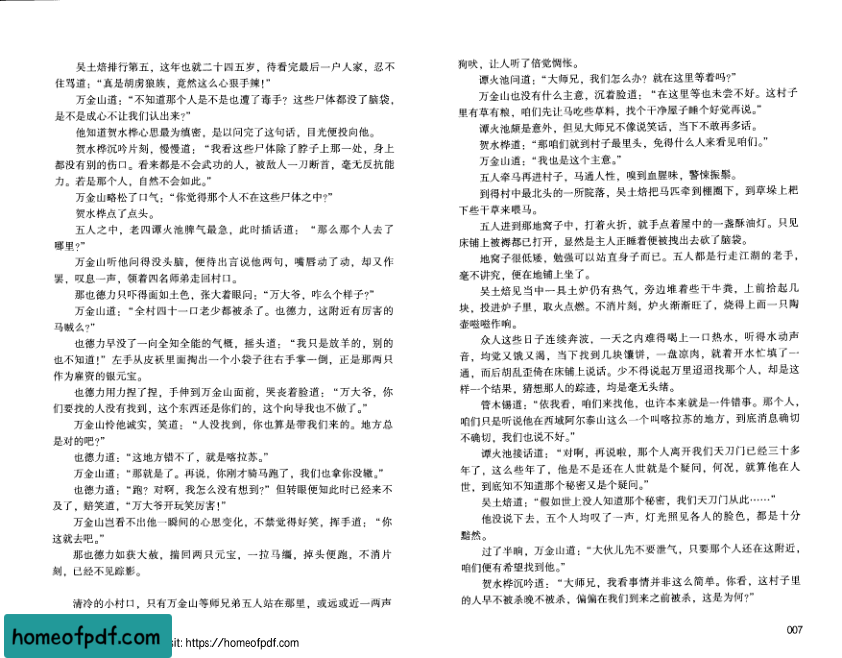 吴土焙排行第五，这年也就二十四五岁，待看完最后一户人家，忍不
住骂道：“真是胡虏狼族，竟然这么心狠手辣！”
万金山道：“不知道那个人是不是也遭了毒手？这些尸体都没了脑袋，
是不是成心不让我们认出来？”
他知道贺水桦心思最为缜密，是以问完了这句话，目光便投向他。
贺水桦沉吟片刻，慢慢道：“我看这些尸体除了脖子上那一处，身上
都没有别的伤口。看来都是不会武功的人，被敌人一刀断首，毫无反抗能
力。若是那个人，自然不会如此。”
万金山略松了口气：“你觉得那个人不在这些尸体之中？”
贺水桦点了点头。
五人之中，老四谭火池脾气最急，此时插话道：“那么那个人去了
哪里？”
万金山听他问得没头脑，便待出言说他两句，嘴唇动了动，却又作
罢，叹息一声，领着四名师弟走回村口。
那也德力只吓得面如土色，张大着眼问：“万大爷，咋么个样子？”
万金山道：“全村四十一口老少都被杀了。也德力，这附近有厉害的
马贼么？”
也德力早没了一向全知全能的气概，摇头道：“我只是放羊的，别的
也不知道！”左手从皮袄里面掏出一个小袋子往右手掌一倒，正是那两只
作为雇资的银元宝。
也德力用力捏了捏，手伸到万金山面前，哭丧着脸道：“万大爷，你
们要找的人没有找到，这个东西还是你们的，这个向导我也不做了。”
万金山怜他诚实，笑道：“人没找到，你也算是带我们来的。地方总
是对的吧？”
也德力道：“这地方错不了，就是喀拉苏。”
万金山道：“那就是了。再说，你刚才骑马跑了，我们也拿你没辙。”
也德力道：“跑？对啊，我怎么没有想到？”但转眼便知此时已经来不
及了，赔笑道，“万大爷开玩笑厉害！”
万金山岂看不出他一瞬间的心思变化，不禁觉得好笑，挥手道：“你
这就去吧。”
那也德力如获大赦，揣回两只元宝，一拉马缰，掉头便跑，不消片
刻，已经不见踪影。
清冷的小村口，只有万金山等师兄弟五人站在那里，或远或近一两声
狗吠，让人听了倍觉惆怅。
谭火池问道：“大师兄，我们怎么办？就在这里等着吗？”
万金山也没有什么主意，沉着脸道：“在这里等也未尝不好。这村子
里有草有粮，咱们先让马吃些草料，找个干净屋子睡个好觉再说。”
谭火池颇是意外，但见大师兄不像说笑话，当下不敢再多话。
贺水桦道：“那咱们就到村子最里头，免得什么人来看见咱们。”
万金山道：“我也是这个主意。”
五人牵马再进村子，马通人性，嗅到血腥味，警悚振鬃。
到得村中最北头的一所院落，吴土焙把马匹牵到棚圈下，到草垛上耙
下些干草来喂马。
五人进到那地窝子中，打着火折，就手点着屋中的一盏酥油灯。只见
床铺上被褥都已打开，显然是主人正睡着便被拽出去砍了脑袋。
地窝子很低矮，勉强可以站直身子而已。五人都是行走江湖的老手，
毫不讲究，便在地铺上坐了。
吴土焙见当中一具土炉仍有热气，旁边堆着些干牛粪，上前拾起几
块，投进炉子里，取火点燃。不消片刻，炉火渐渐旺了，烧得上面一只陶
壶嗞嗞作响。
众人这些日子连续奔波，一天之内难得喝上一口热水，听得水动声
音，均觉又饿又渴，当下找到几块馕饼，一盘凉肉，就着开水忙填了一
通，而后胡乱歪倚在床铺上说话。少不得说起万里迢迢找那个人，却是这
样一个结果，猜想那人的踪迹，均是毫无头绪。
管木锡道：“依我看，咱们来找他，也许本来就是一件错事。那个人，
咱们只是听说他在西域阿尔泰山这么一个叫喀拉苏的地方，到底消息确切
不确切，我们也说不好。”
谭火池接话道：“对啊，再说啦，那个人离开我们天刀门已经三十多
年了，这么些年了，他是不是还在人世就是个疑问，何况，就算他在人
世，到底知不知道那个秘密又是个疑问。”
吴土焙道：“假如世上没人知道那个秘密，我们天刀门从此……”
他没说下去，五个人均叹了一声，灯光照见各人的脸色，都是十分
黯然。
过了半晌，万金山道：“大伙儿先不要泄气，只要那个人还在这附近，
咱们便有希望找到他。”
贺水桦沉吟道：“大师兄，我看事情并非这么简单。你看，这村子里
的人早不被杀晚不被杀，偏偏在我们到来之前被杀，这是为何？”
007
homeofpdf.com
sit: https://homeofpdf.com